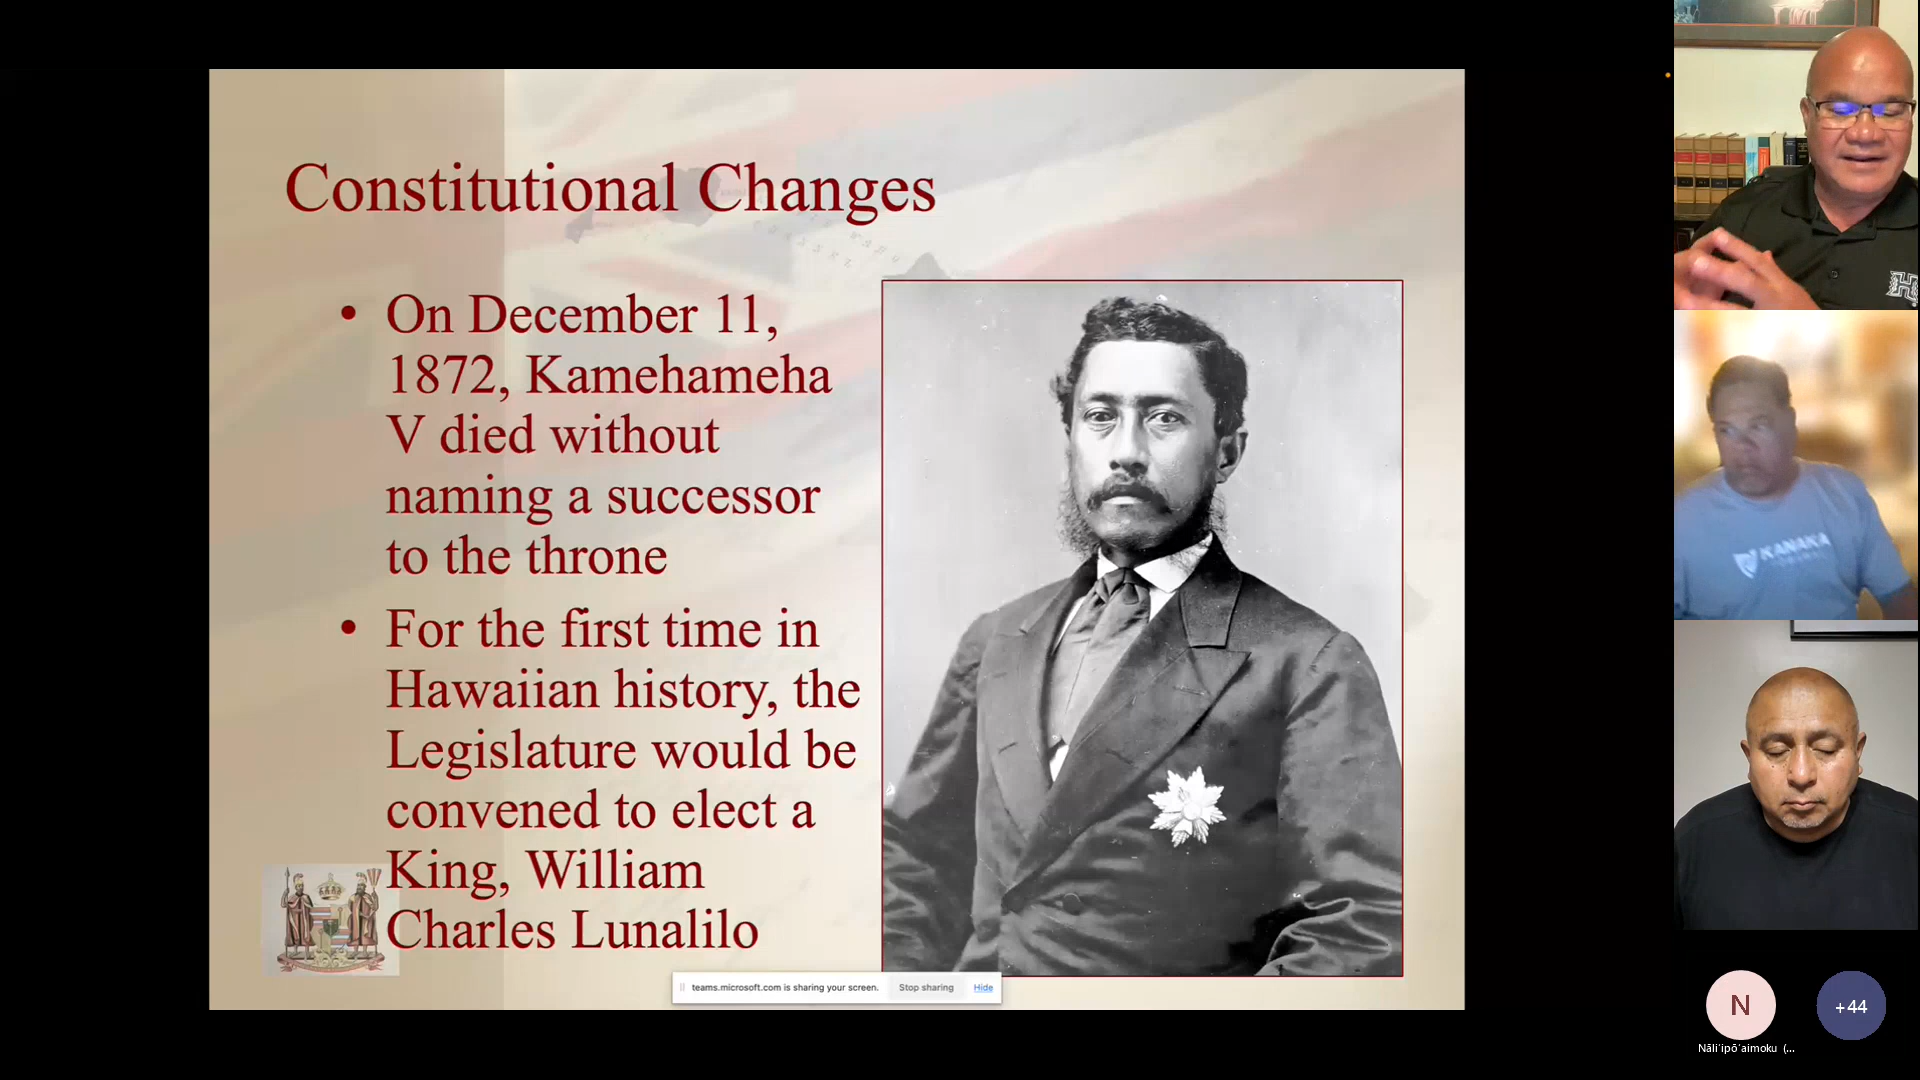 Constitutional Changes
• On December 11,
1872, Kamehameha
V died without
naming a successor
to the throne
• For the first time in
Hawaiian history, the
Legislature would be
convened to elect a
King, William
Charles Lunalilo
teams.microsoft.com is sharing your screen. Stop sharing Hide
H
KANAKA
N
+44
Nāliʻipōʻaimoku (...